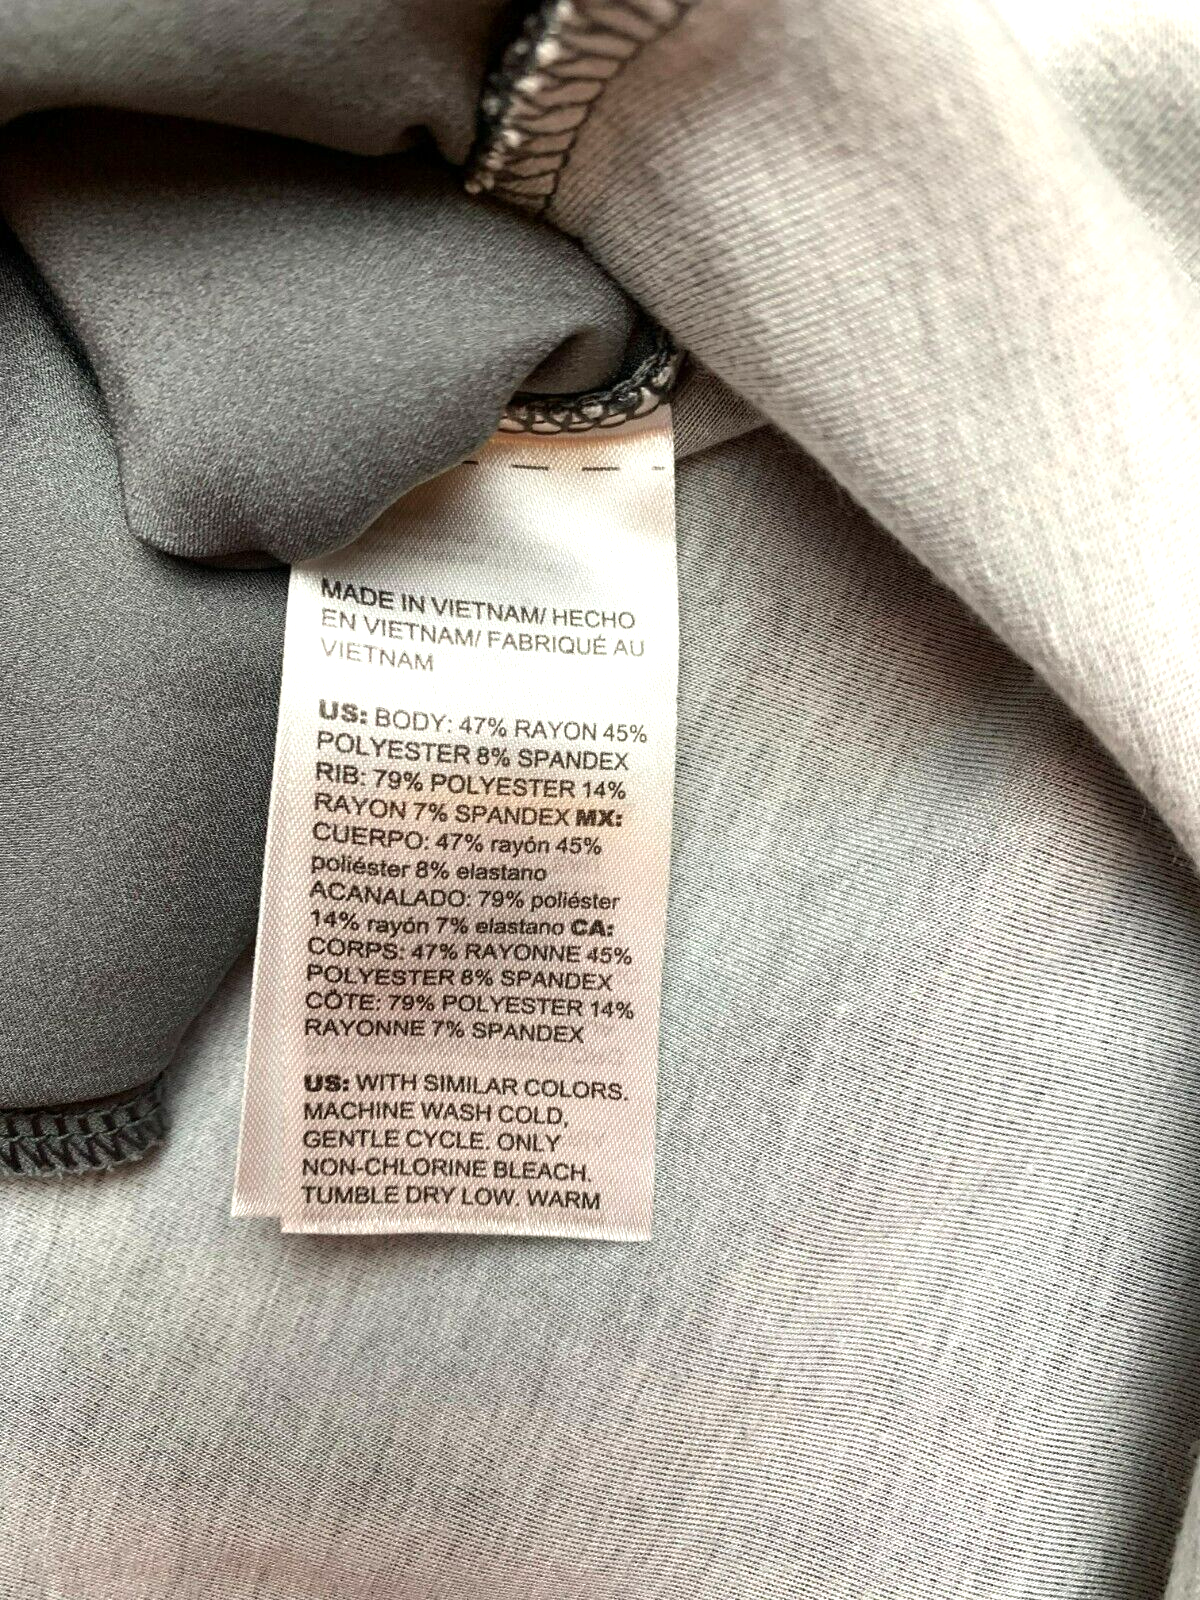 MADE IN VIETNAM/ HECHO
EN VIETNAM/ FABRIQUÉ AU
VIETNAM
US: BODY: 47% RAYON 45%
POLYESTER 8% SPANDEX
RIB: 79% POLYESTER 14%
RAYON 7% SPANDEX MX:
CUERPO: 47% rayón 45%
poliéster 8% elastano
ACANALADO: 79% poliéster
14% rayón 7% elastano CA:
CORPS: 47% RAYONNE 45%
POLYESTER 8% SPANDEX
CÔTE: 79% POLYESTER 14%
RAYONNE 7% SPANDEX
US: WITH SIMILAR COLORS.
MACHINE WASH COLD,
GENTLE CYCLE. ONLY
NON-CHLORINE BLEACH.
TUMBLE DRY LOW. WARM